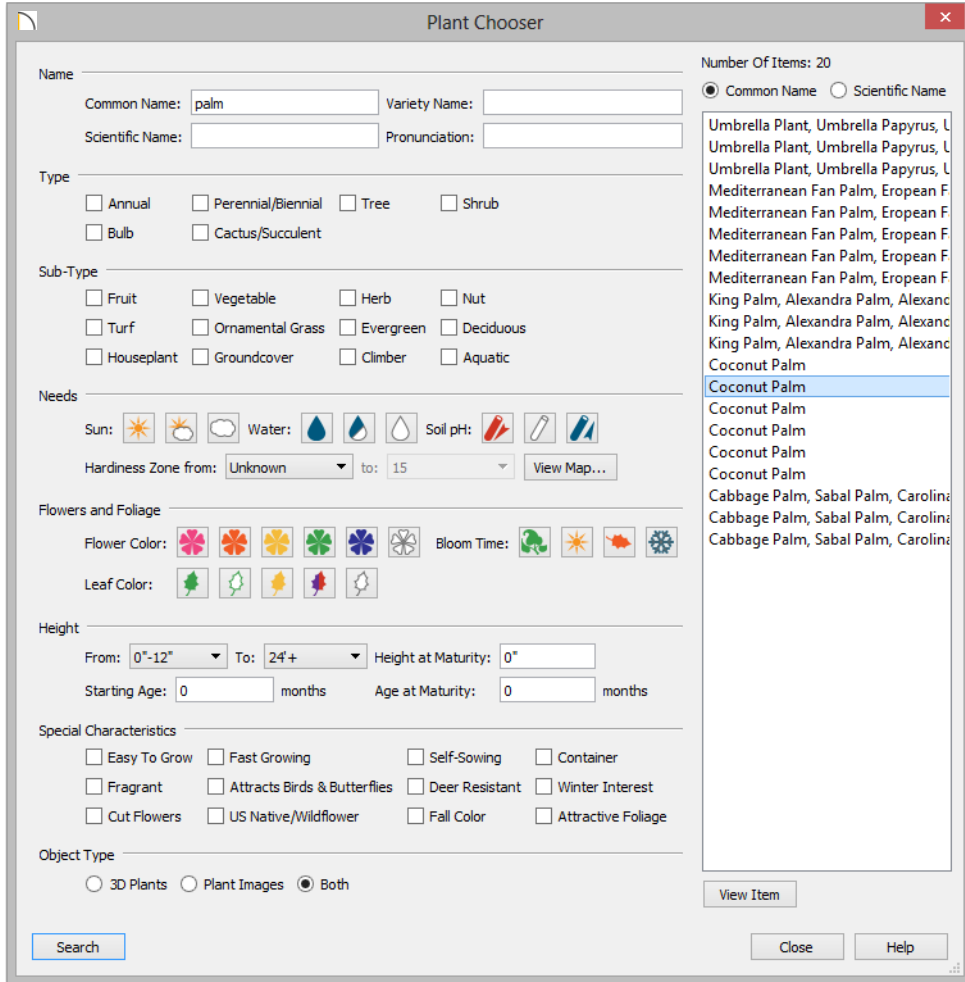 Plant Chooser
Name
Common Name: palm Variety Name:
Scientific Name: Pronunciation:
Type
Annual Perennial/Biennial Tree Shrub
Bulb Cactus/Succulent
Sub-Type
Fruit Vegetable Herb Nut
Turf Ornamental Grass Evergreen Deciduous
Houseplant Groundcover Climber Aquatic
Needs
Sun: Water: Soil pH:
Hardiness Zone from: Unknown to: 15 View Map...
Flowers and Foliage
Flower Color: Bloom Time:
Leaf Color:
Height
From: 0"-12" To: 24'+ Height at Maturity: 0"
Starting Age: 0 months Age at Maturity: 0 months
Special Characteristics
Easy To Grow Fast Growing Self-Sowing Container
Fragrant Attracts Birds & Butterflies Deer Resistant Winter Interest
Cut Flowers US Native/Wildflower Fall Color Attractive Foliage
Object Type
3D Plants Plant Images Both
Search
Number Of Items: 20
Common Name Scientific Name
Umbrella Plant, Umbrella Papyrus, U
Umbrella Plant, Umbrella Papyrus, U
Umbrella Plant, Umbrella Papyrus, U
Mediterranean Fan Palm, Eropean F
Mediterranean Fan Palm, Eropean F
Mediterranean Fan Palm, Eropean F
Mediterranean Fan Palm, Eropean F
Mediterranean Fan Palm, Eropean F
King Palm, Alexandra Palm, Alexand
King Palm, Alexandra Palm, Alexand
King Palm, Alexandra Palm, Alexand
Coconut Palm
Coconut Palm
Coconut Palm
Coconut Palm
Coconut Palm
Coconut Palm
Cabbage Palm, Sabal Palm, Carolina
Cabbage Palm, Sabal Palm, Carolina
Cabbage Palm, Sabal Palm, Carolina
View Item
Close Help